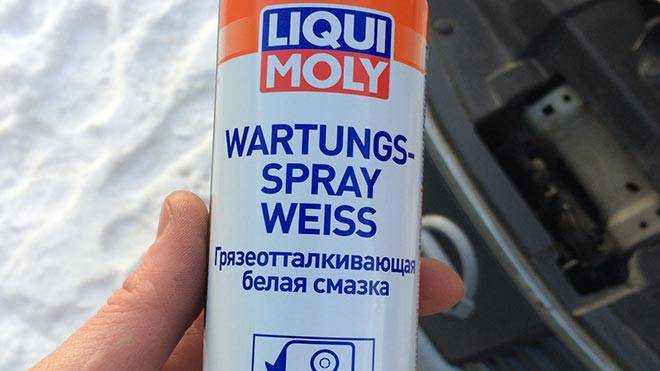 LIQUI
MOLY
WARTUNGS-
SPRAY
WEISS
Грязеотталкивающая
белая смазка